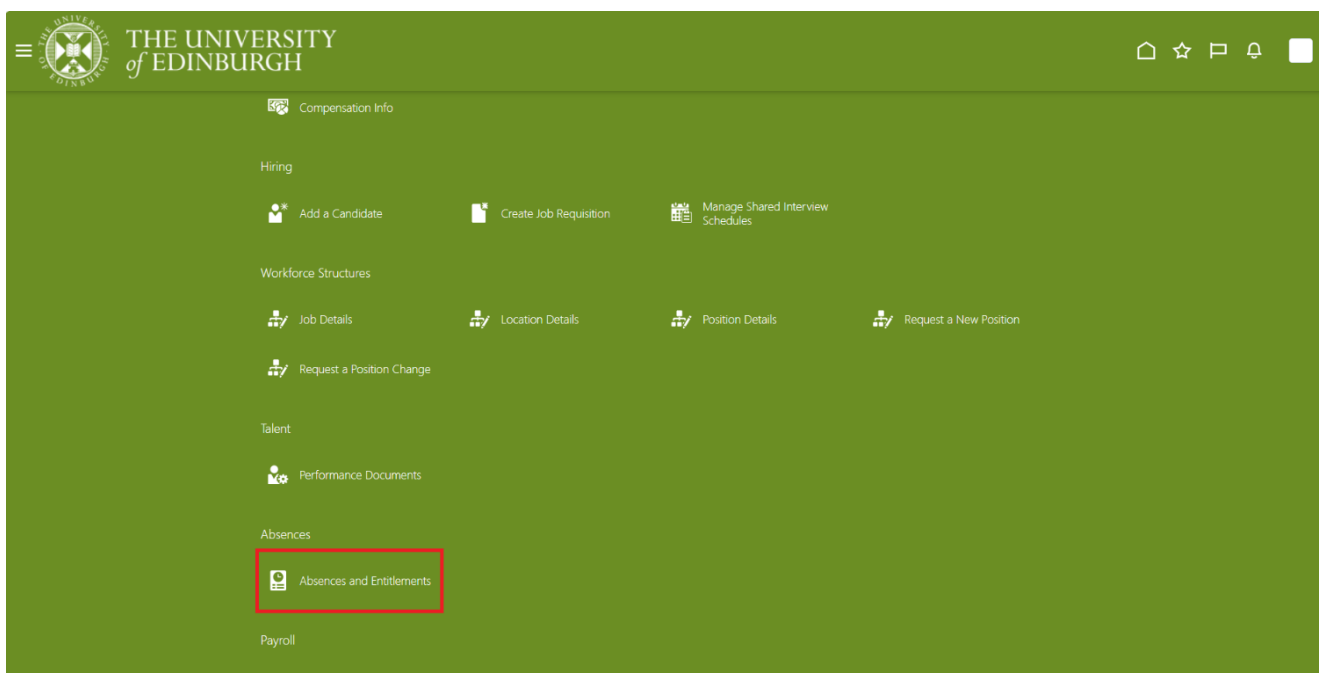 THE UNIVERSITY
of EDINBURGH
Compensation Info
Hiring
Add a Candidate
Create Job Requisition
Manage Shared Interview
Schedules
Workforce Structures
Job Details
Location Details
Position Details
Request a New Position
Request a Position Change
Talent
Performance Documents
Absences
Absences and Entitlements
Payroll